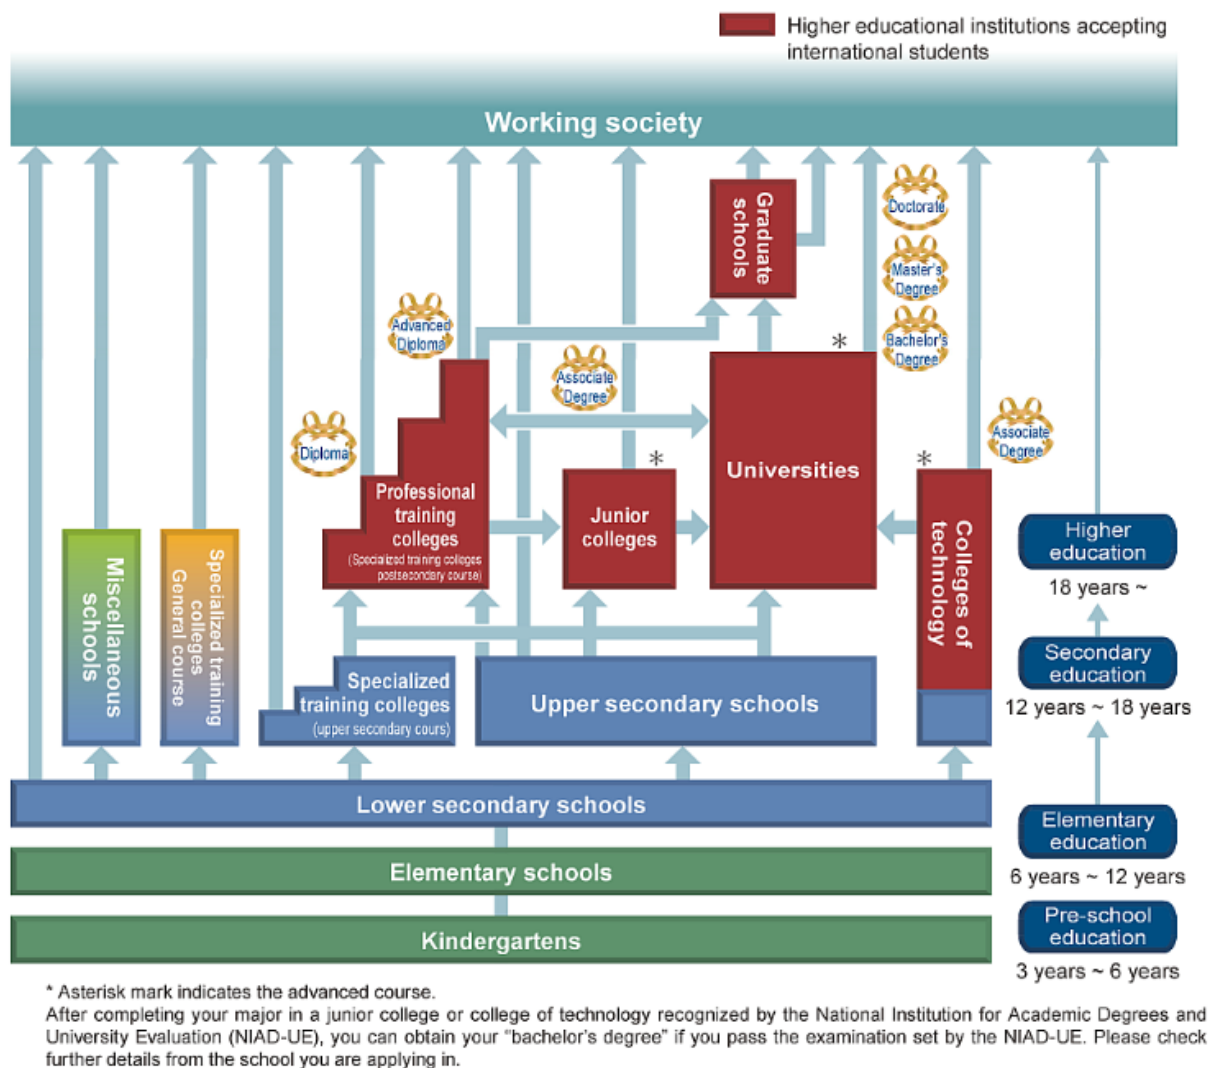 Higher educational institutions accepting
international students
Working society
Graduate
schools
Doctorate
Master's
Degree
Bachelor's
Degree
Advanced
Diploma
*
Associate
Degree
Diploma
Associate
Degree
*
*
Universities
Professional
training
colleges
(Specialized training colleges
postsecondary course)
Junior
colleges
Colleges of
technology
Higher
education
18 years ~
Miscellaneous
schools
Specialized training
colleges
General course
Specialized
training colleges
(upper secondary cours)
Upper secondary schools
Secondary
education
12 years ~ 18 years
Lower secondary schools
Elementary
education
6 years ~ 12 years
Elementary schools
Kindergartens
Pre-school
education
3 years ~ 6 years
* Asterisk mark indicates the advanced course.
After completing your major in a junior college or college of technology recognized by the National Institution for Academic Degrees and
University Evaluation (NIAD-UE), you can obtain your "bachelor's degree" if you pass the examination set by the NIAD-UE. Please check
further details from the school you are applying in.